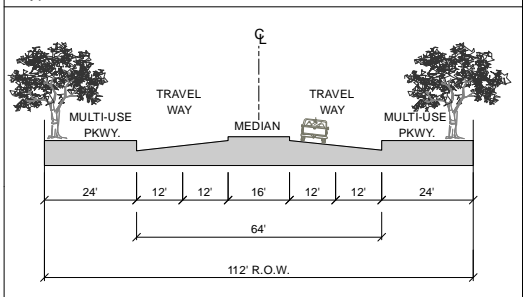 ℄
TRAVEL
WAY
TRAVEL
WAY
MULTI-USE
PKWY.
MEDIAN
MULTI-USE
PKWY.
24' 12' 12' 16' 12' 12' 24'
64'
112' R.O.W.